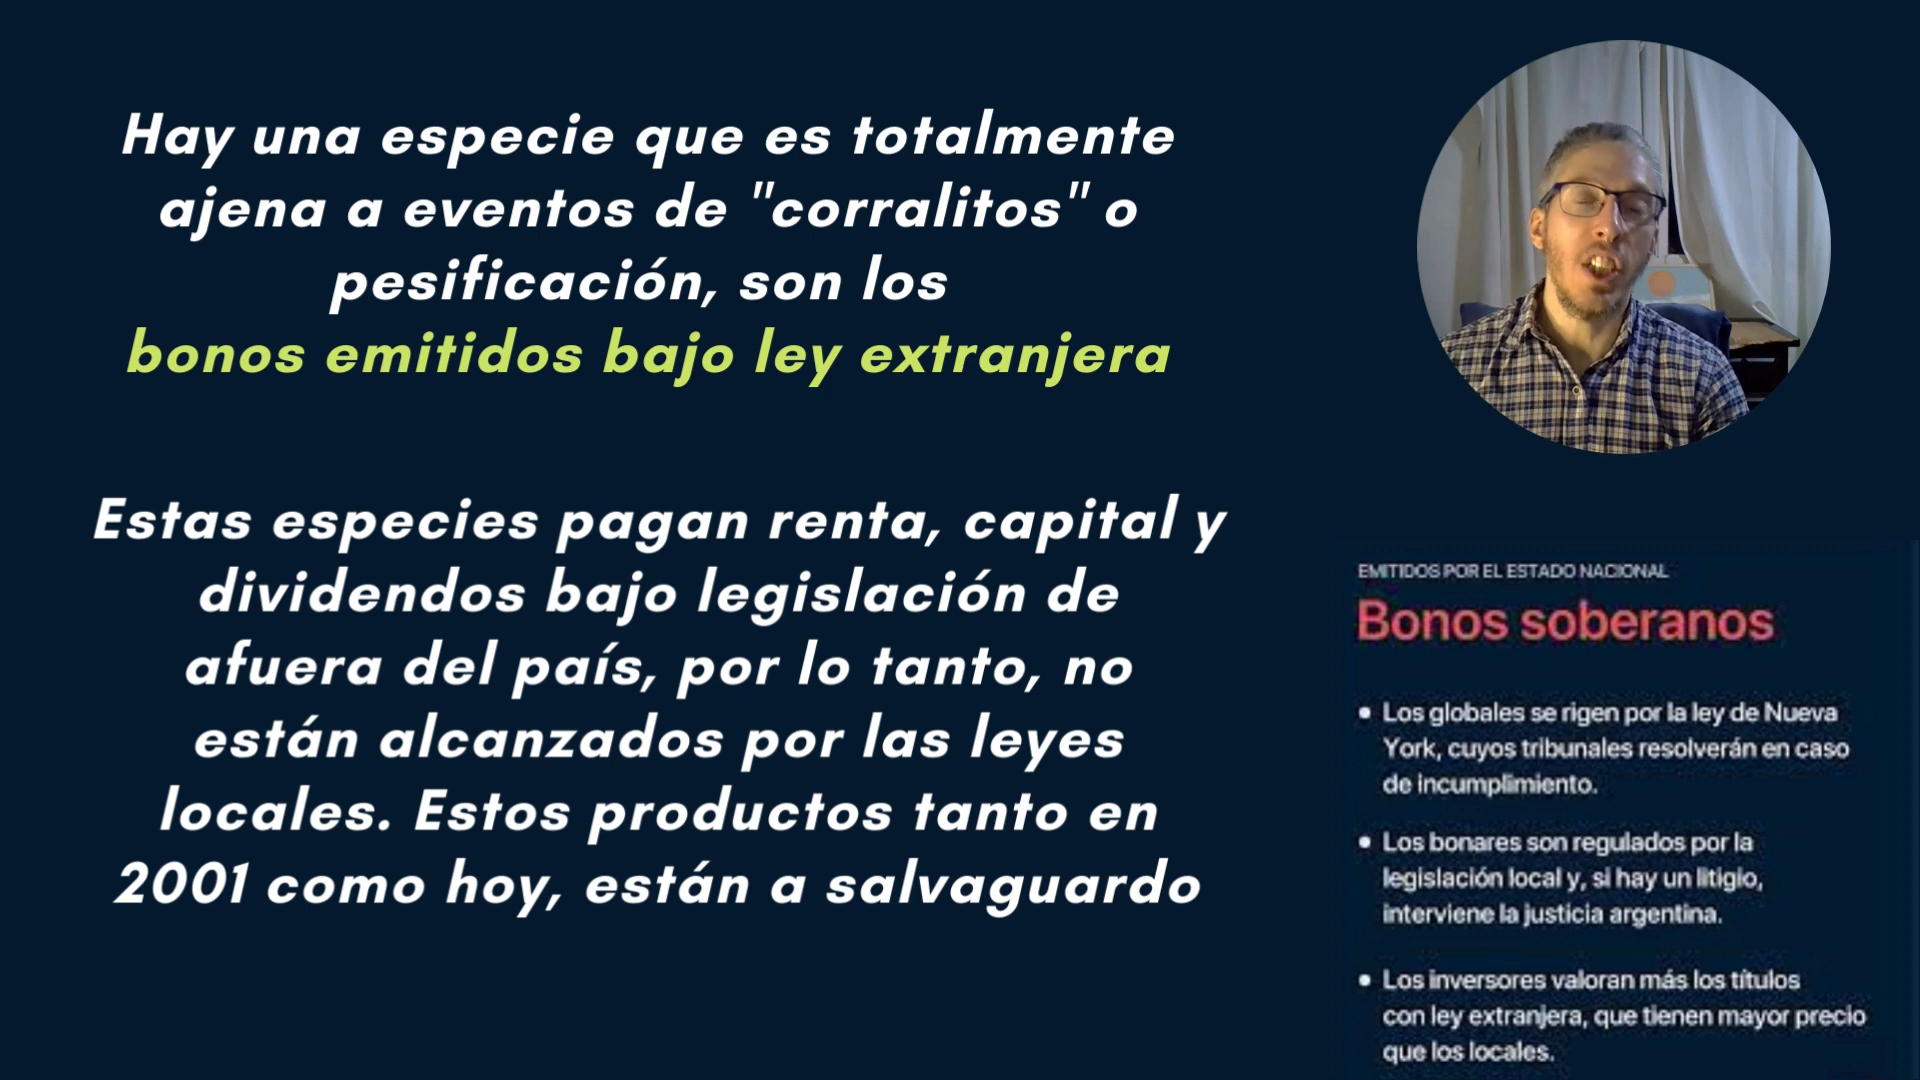 Hay una especie que es totalmente
ajena a eventos de "corralitos" o
pesificación, son los
bonos emitidos bajo ley extranjera
Estas especies pagan renta, capital y
dividendos bajo legislación de
afuera del país, por lo tanto, no
están alcanzados por las leyes
locales. Estos productos tanto en
2001 como hoy, están a salvaguardo
EMITIDOS POR EL ESTADO NACIONAL
Bonos soberanos
• Los globales se rigen por la ley de Nueva
York, cuyos tribunales resolverán en caso
de incumplimiento.
• Los bonares son regulados por la
legislación local y, si hay un litigio,
interviene la justicia argentina.
• Los inversores valoran más los títulos
con ley extranjera, que tienen mayor precio
que los locales.